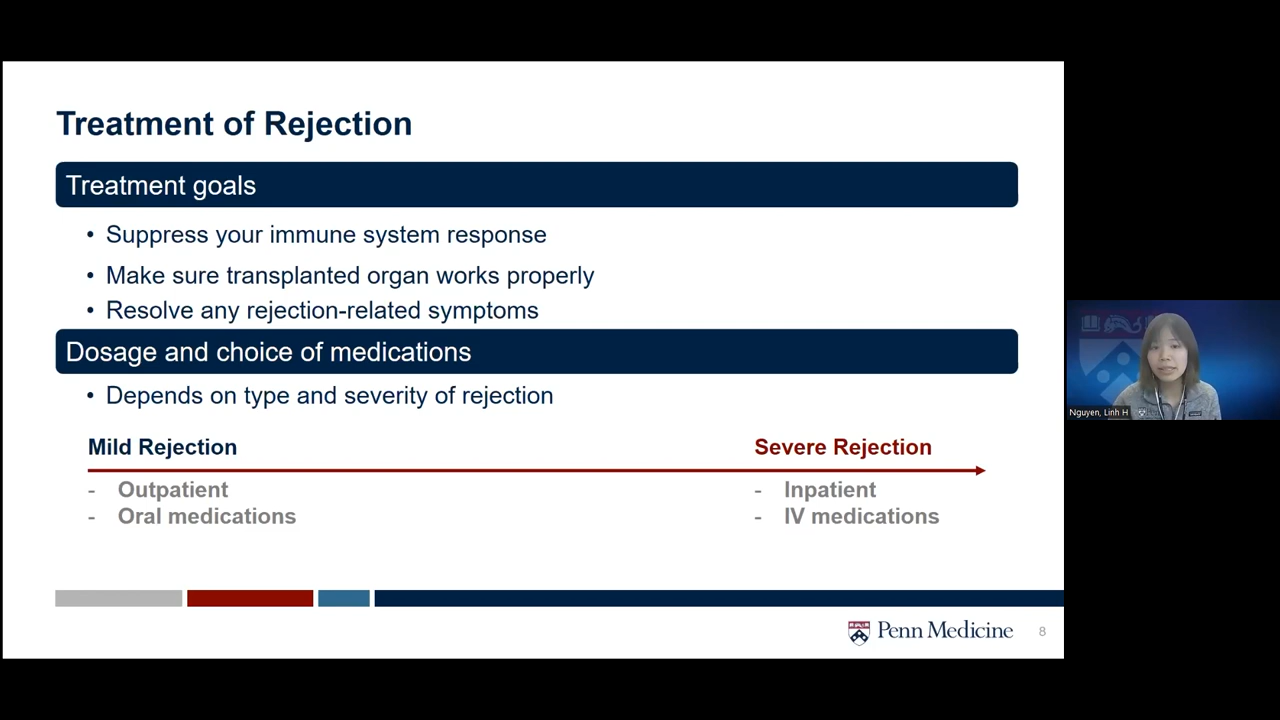 Treatment of Rejection
Treatment goals
• Suppress your immune system response
• Make sure transplanted organ works properly
• Resolve any rejection-related symptoms
Dosage and choice of medications
• Depends on type and severity of rejection
Mild Rejection
- Outpatient
- Oral medications
Severe Rejection
- Inpatient
- IV medications
Penn Medicine
8
Nguyen, Linh H